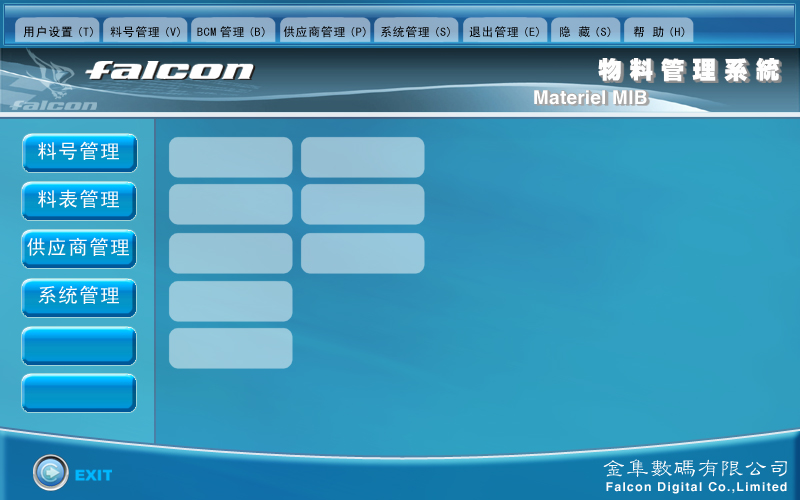 用户设置 (T) 料号管理 (V) BCM 管理 (B) 供应商管理 (P) 系统管理 (S) 退出管理 (E) 隐 藏 (S) 帮 助 (H)
falcon
falcon
物料管理系統
Materiel MIB
料号管理
料表管理
供应商管理
系统管理
EXIT
金隼數碼有限公司
Falcon Digital Co.,Limited